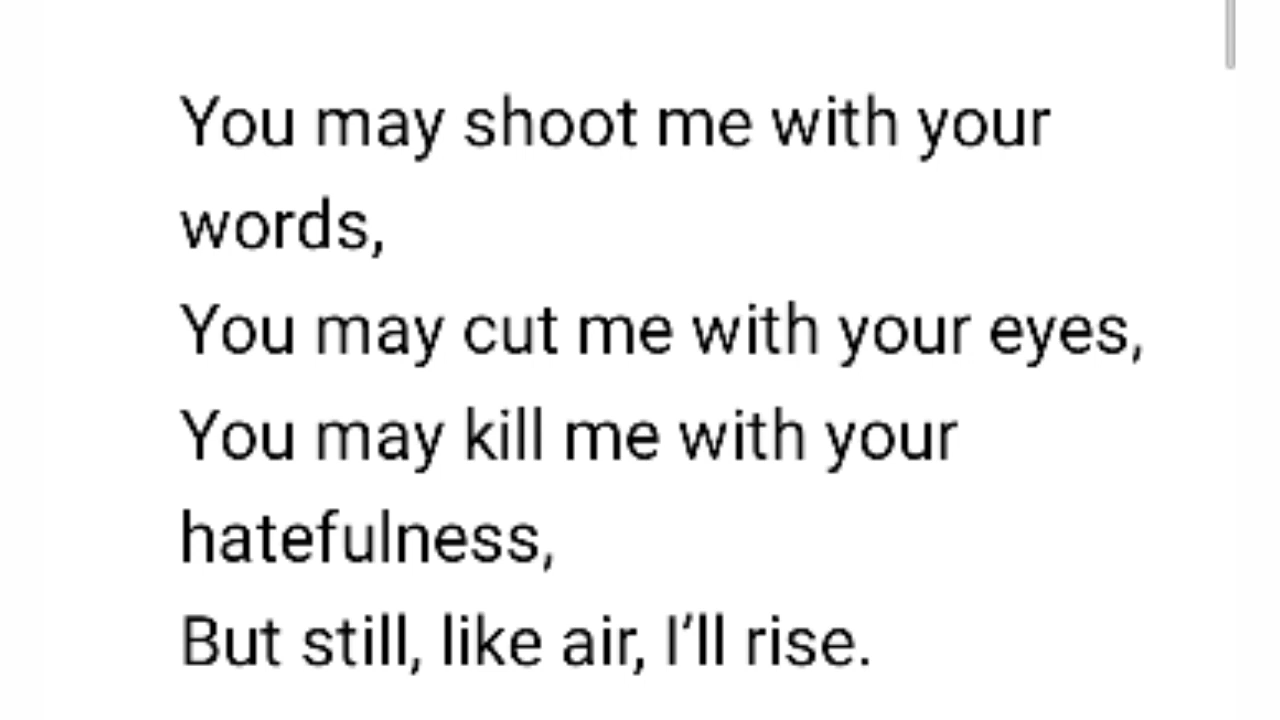 You may shoot me with your
words,
You may cut me with your eyes,
You may kill me with your
hatefulness,
But still, like air, I’ll rise.